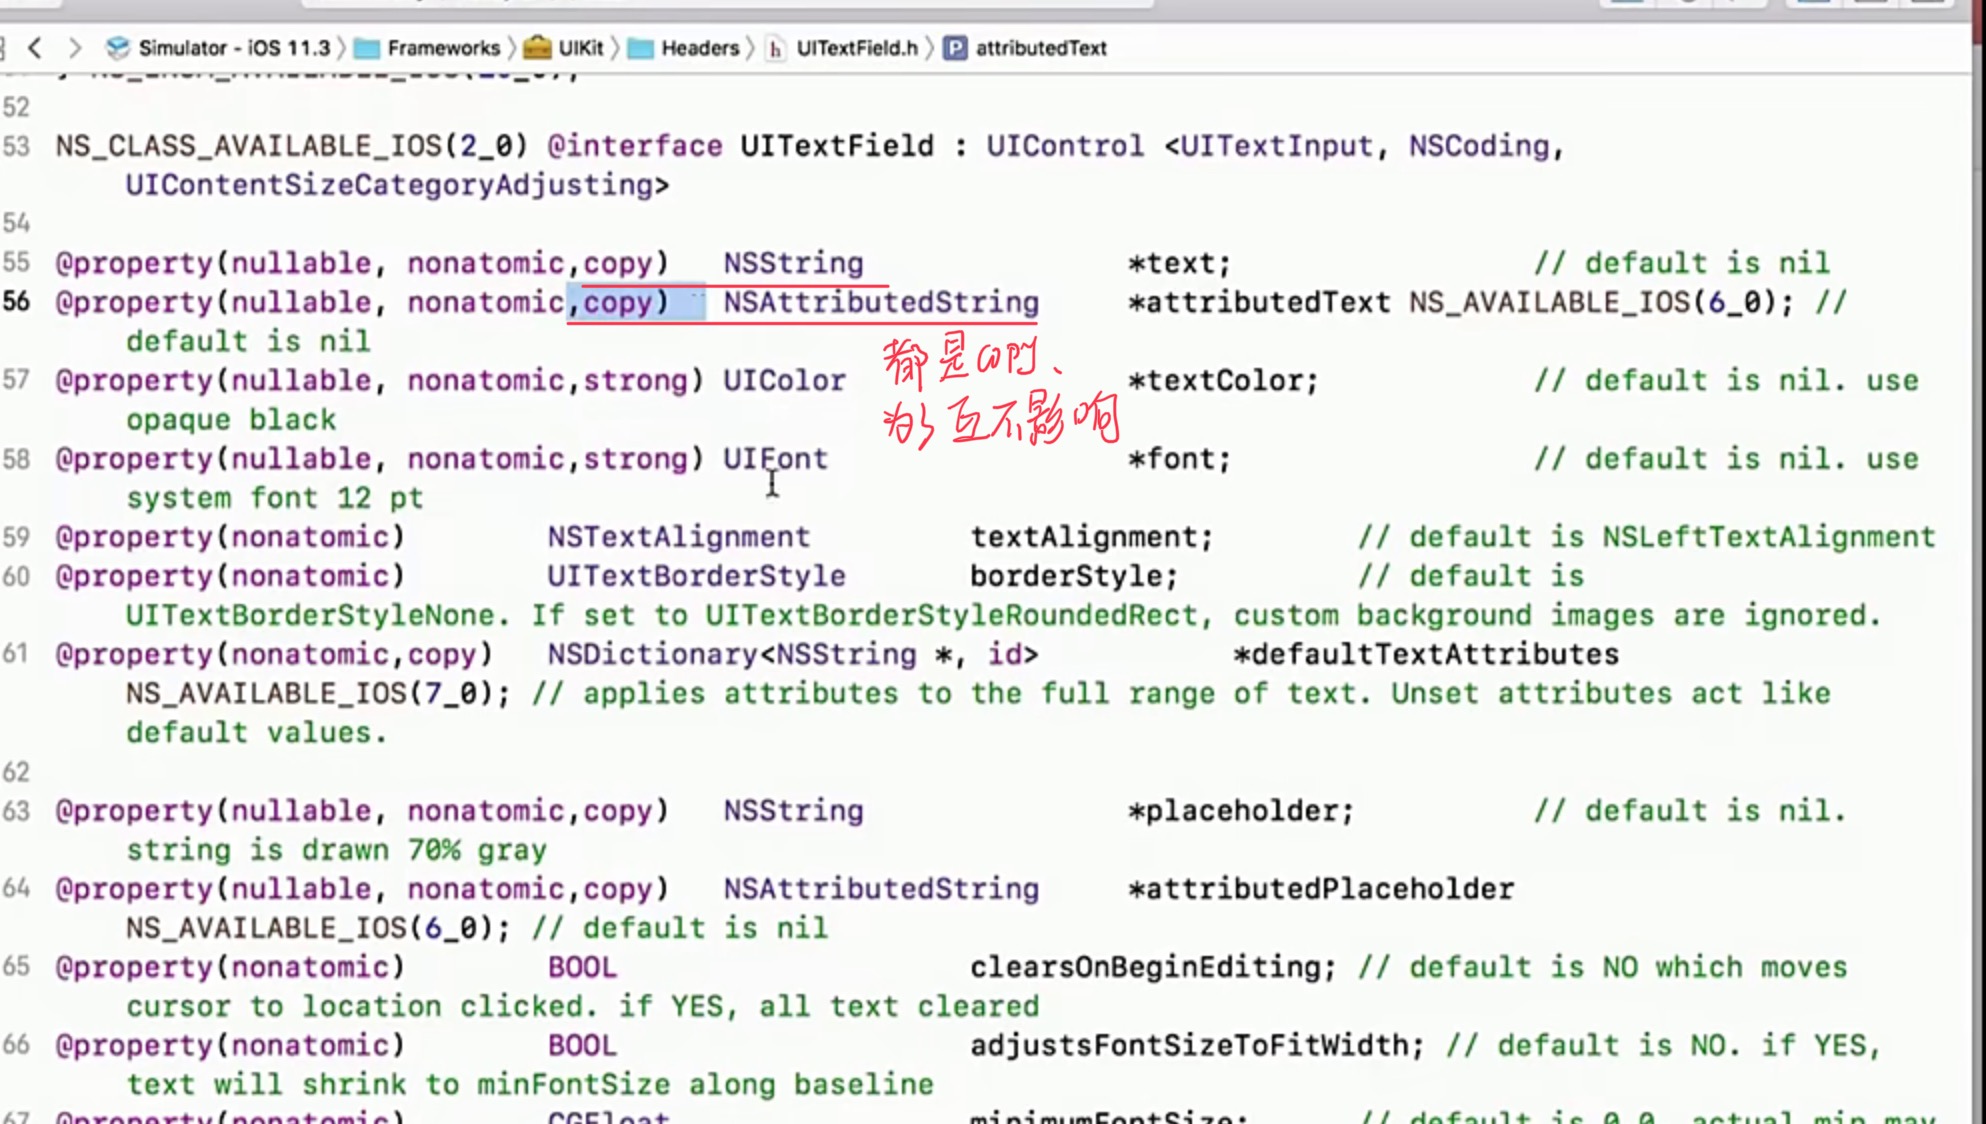 Simulator - iOS 11.3 〉 Frameworks 〉 UIKit 〉 Headers 〉 h UITextField.h 〉 P attributedText
52
53 NS_CLASS_AVAILABLE_IOS(2_0) @interface UITextField : UIControl <UITextInput, NSCoding,
UIContentSizeCategoryAdjusting>
54
55 @property(nullable, nonatomic,copy) NSString *text; // default is nil
56 @property(nullable, nonatomic,copy) NSAttributedString *attributedText NS_AVAILABLE_IOS(6_0); //
default is nil
都是copy、
为了互不影响
57 @property(nullable, nonatomic,strong) UIColor *textColor; // default is nil. use
opaque black
58 @property(nullable, nonatomic,strong) UIFont *font; // default is nil. use
system font 12 pt
59 @property(nonatomic) NSTextAlignment textAlignment; // default is NSLeftTextAlignment
60 @property(nonatomic) UITextBorderStyle borderStyle; // default is
UITextBorderStyleNone. If set to UITextBorderStyleRoundedRect, custom background images are ignored.
61 @property(nonatomic,copy) NSDictionary<NSString *, id> *defaultTextAttributes
NS_AVAILABLE_IOS(7_0); // applies attributes to the full range of text. Unset attributes act like
default values.
62
63 @property(nullable, nonatomic,copy) NSString *placeholder; // default is nil.
string is drawn 70% gray
64 @property(nullable, nonatomic,copy) NSAttributedString *attributedPlaceholder
NS_AVAILABLE_IOS(6_0); // default is nil
65 @property(nonatomic) BOOL clearsOnBeginEditing; // default is NO which moves
cursor to location clicked. if YES, all text cleared
66 @property(nonatomic) BOOL adjustsFontSizeToFitWidth; // default is NO. if YES,
text will shrink to minFontSize along baseline
67 @property(nonatomic) CGFloat minimumFontSize; // default is 0.0. actual min may